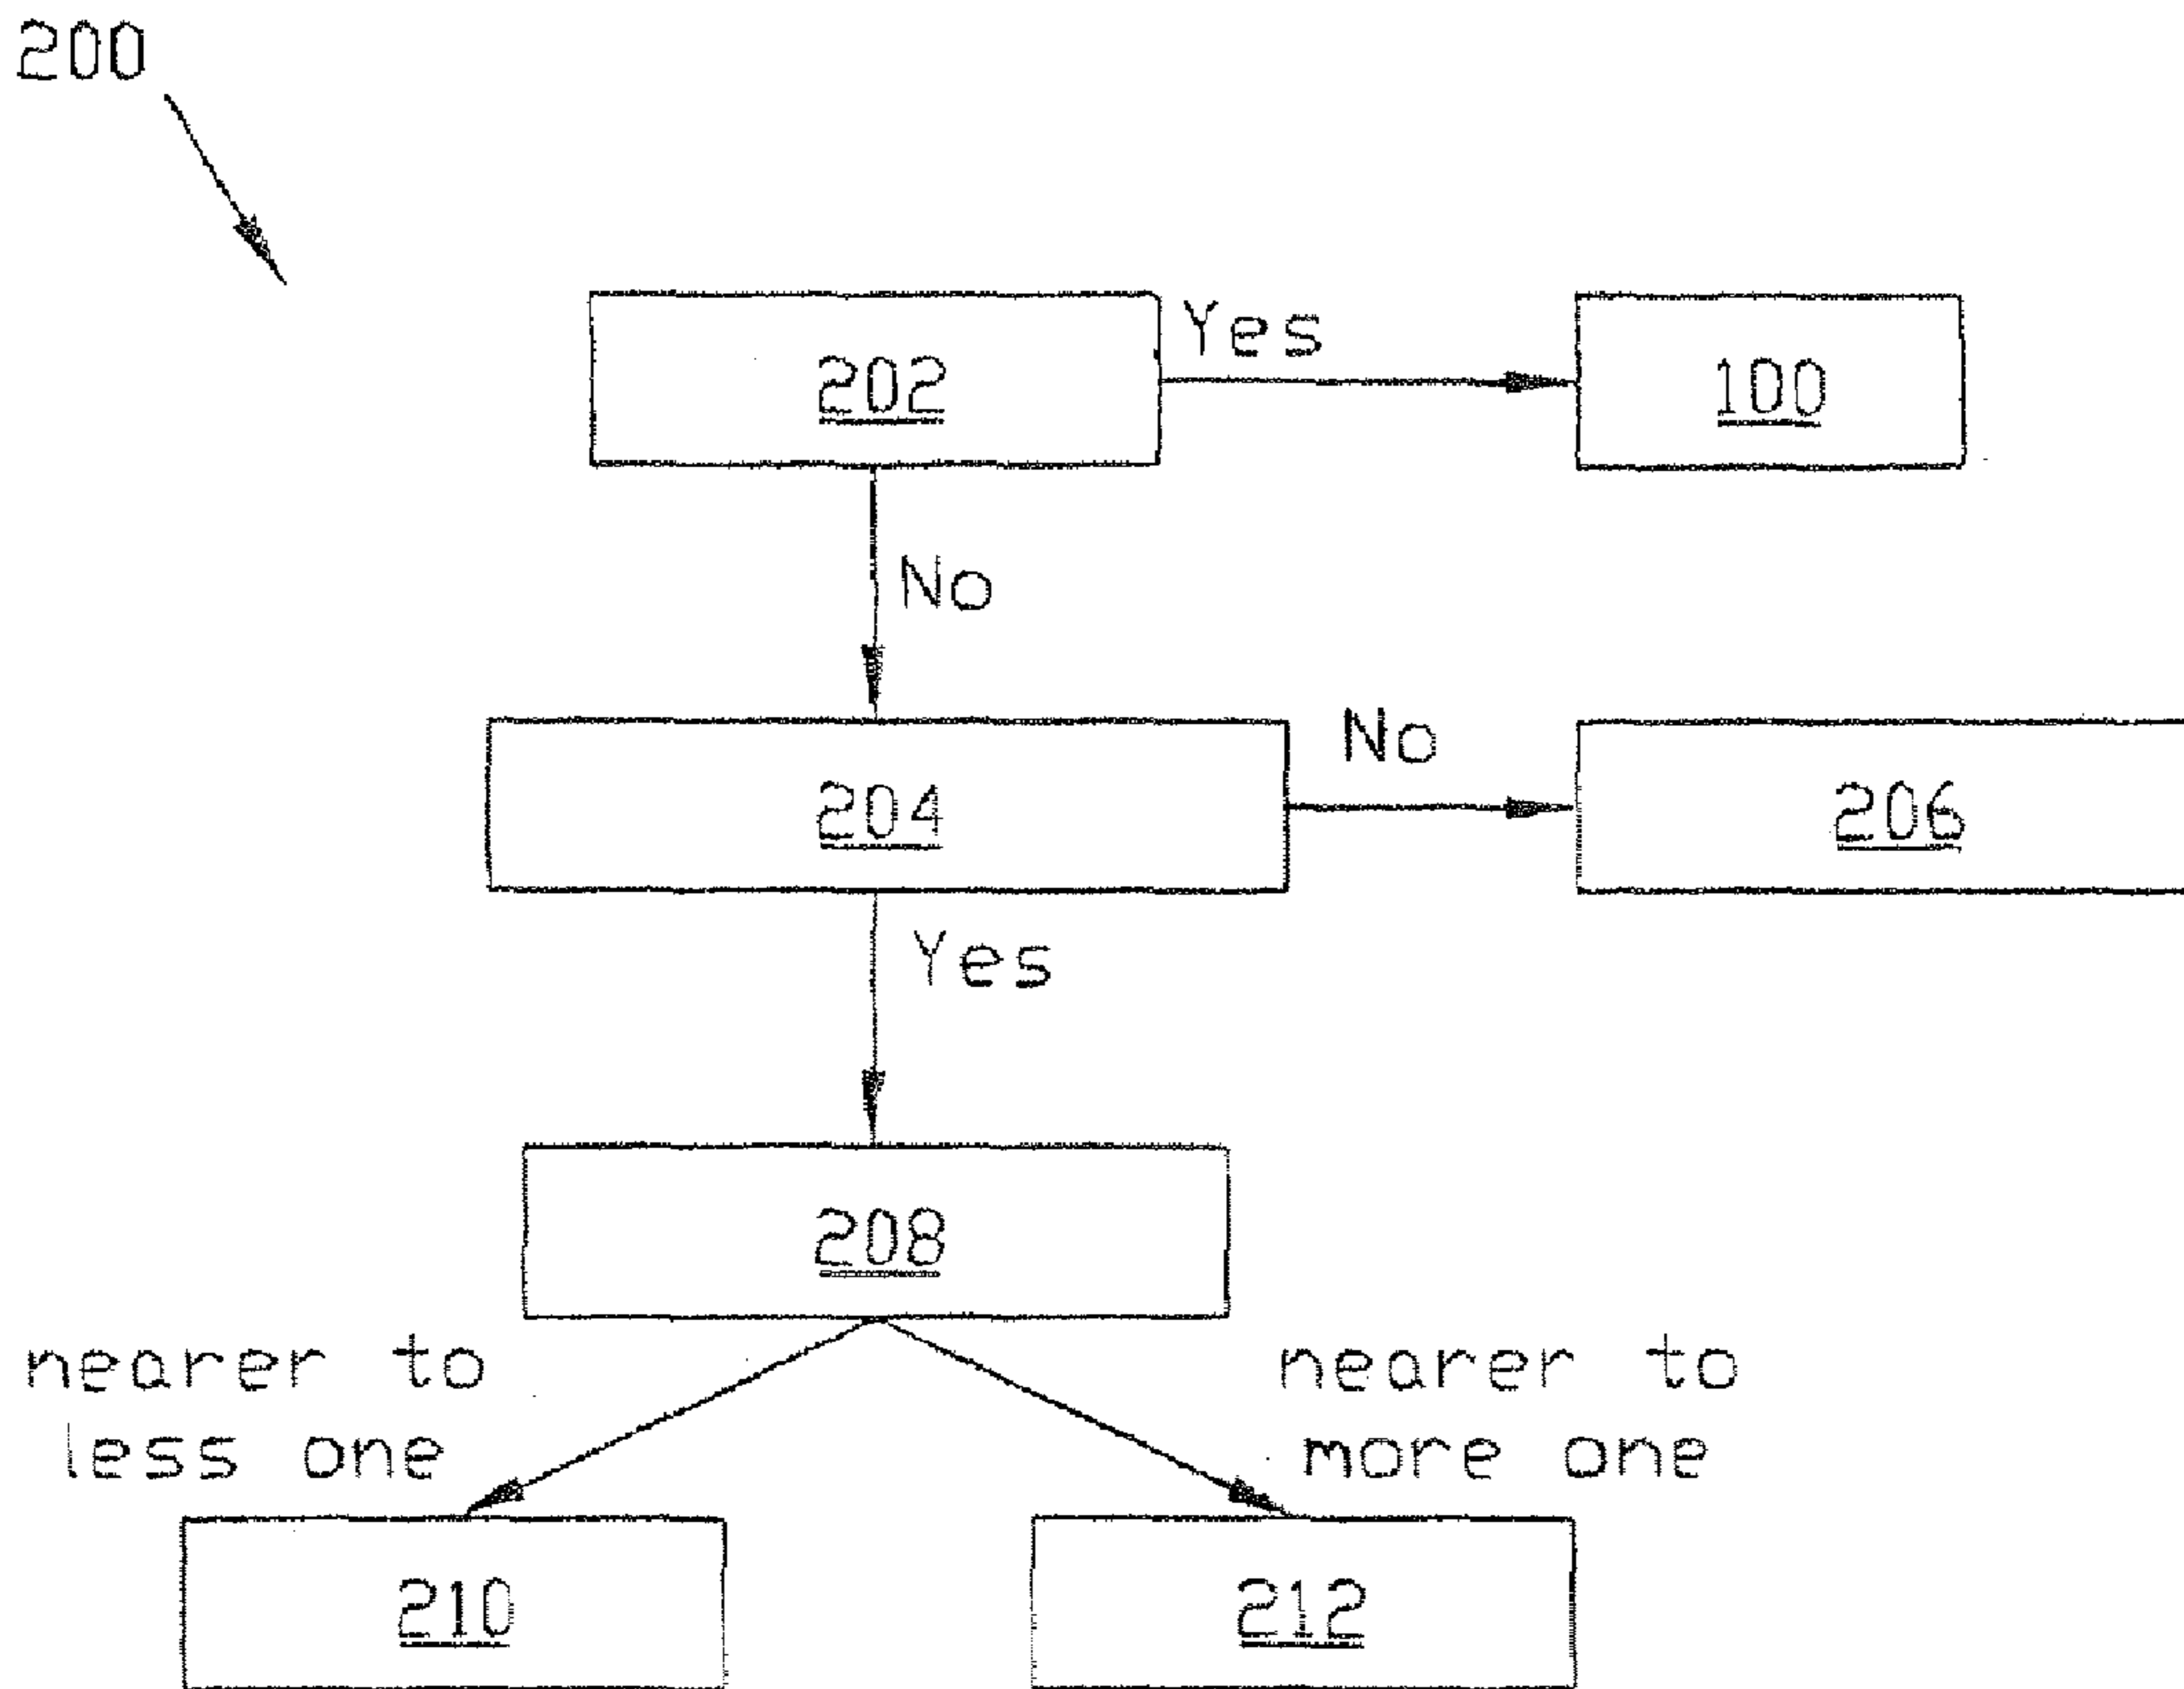 200
202
Yes
100
No
204
No
206
Yes
208
nearer to
less one
nearer to
more one
210
212